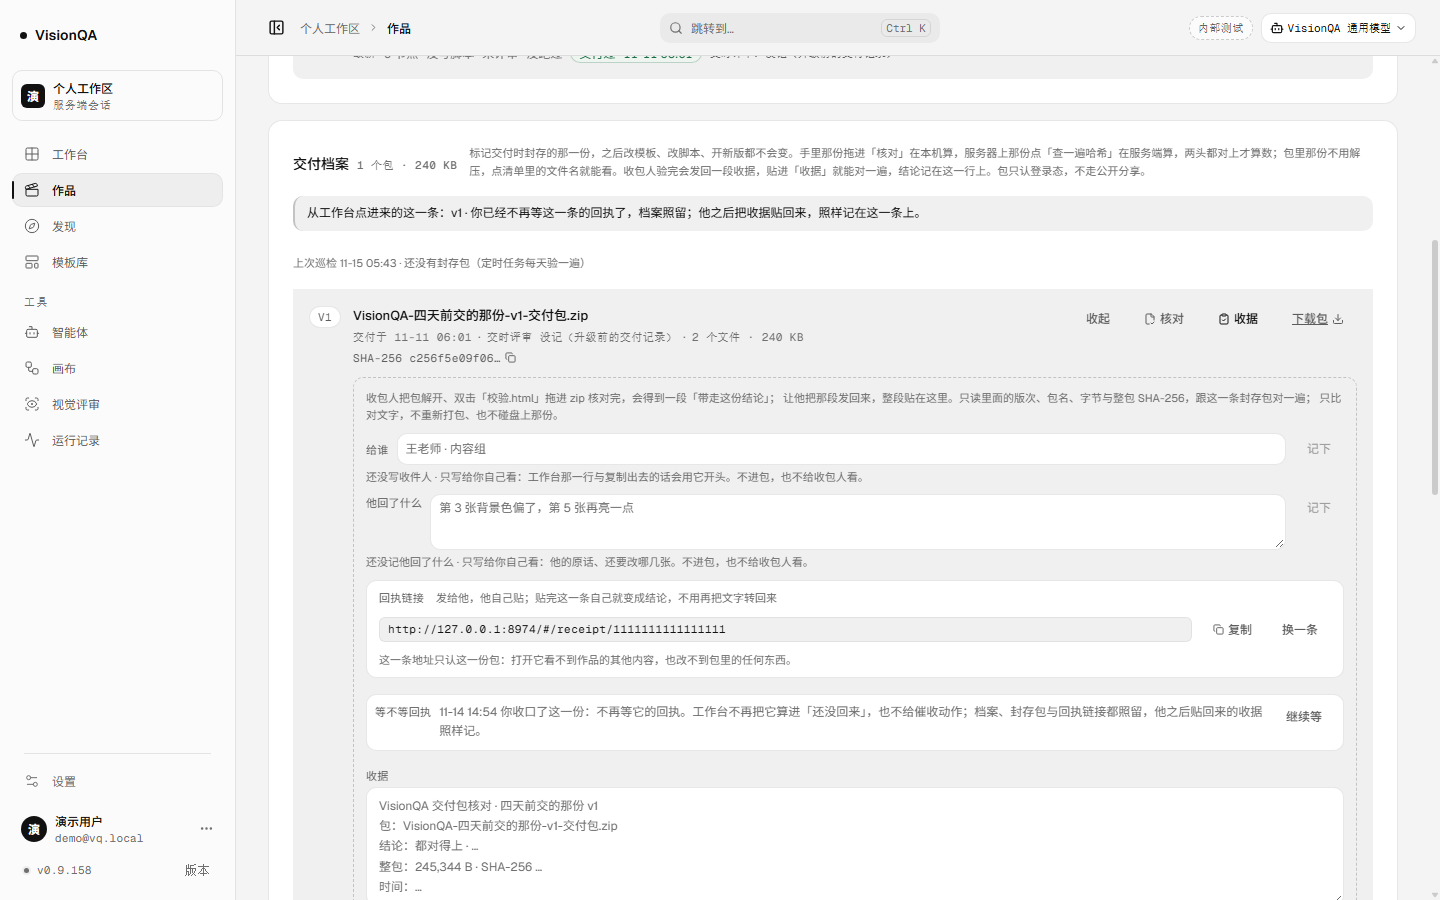 VisionQA
演
个人工作区
服务端会话
工作台
作品
发现
模板库
工具
智能体
画布
视觉评审
运行记录
设置
演
演示用户
demo@vq.local
v0.9.158
版本
个人工作区
作品
跳转到...
Ctrl K
内部测试
VisionQA 通用模型
交付档案
1 个包 · 240 KB
标记交付时封存的那一份，之后改模板、改脚本、开新版都不会变。手里那份拖进「核对」在本机算，服务器上那份点「查一遍哈希」在服务端算，两头都对上才算数；包里那份不用解
压，点清单里的文件名就能看。收包人验完会发回一段收据，贴进「收据」就能对一遍，结论记在这一行上。包只认登录态，不走公开分享。
从工作台点进来的这一条：v1 · 你已经不再等这一条的回执了，档案照留；他之后把收据贴回来，照样记在这一条上。
上次巡检 11-15 05:43 · 还没有封存包（定时任务每天验一遍）
V1
VisionQA-四天前交的那份-v1-交付包.zip
收起
核对
收据
下载包
交付于 11-11 06:01 · 交时评审 没记（升级前的交付记录） · 2 个文件 · 240 KB
SHA-256 c256f5e09f06…
收包人把包解开、双击「校验.html」拖进 zip 核对完，会得到一段「带走这份结论」； 让他把那段发回来，整段贴在这里。只读里面的版次、包名、字节与整包 SHA-256，跟这一条封存包对一遍； 只比
对文字，不重新打包、也不碰盘上那份。
给谁
王老师 · 内容组
记下
还没写收件人 · 只写给你自己看：工作台那一行与复制出去的话会用它开头。不进包，也不给收包人看。
他回了什么
第 3 张背景色偏了，第 5 张再亮一点
记下
还没记他回了什么 · 只写给你自己看：他的原话、还要改哪几张。不进包，也不给收包人看。
回执链接
发给他，他自己贴；贴完这一条自己就变成结论，不用再把文字转回来
http://127.0.0.1:8974/#/receipt/1111111111111111
复制
换一条
这一条地址只认这一份包：打开它看不到作品的其他内容，也改不到包里的任何东西。
等不等回执
11-14 14:54 你收口了这一份：不再等它的回执。工作台不再把它算进「还没回来」，也不给催收动作；档案、封存包与回执链接都照留，他之后贴回来的收据
照样记。
继续等
收据
VisionQA 交付包核对 · 四天前交的那份 v1
包：VisionQA-四天前交的那份-v1-交付包.zip
结论：都对得上 · …
整包：245,344 B · SHA-256 …
时间：…